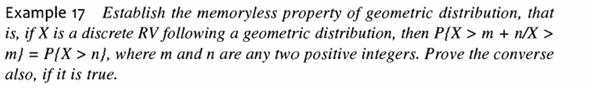 Example 17 Establish the memoryless property of geometric distribution, that
is, if X is a discrete RV following a geometric distribution, then P{X > m + n/X >
m} = P{X > n}, where m and n are any two positive integers. Prove the converse
also, if it is true.